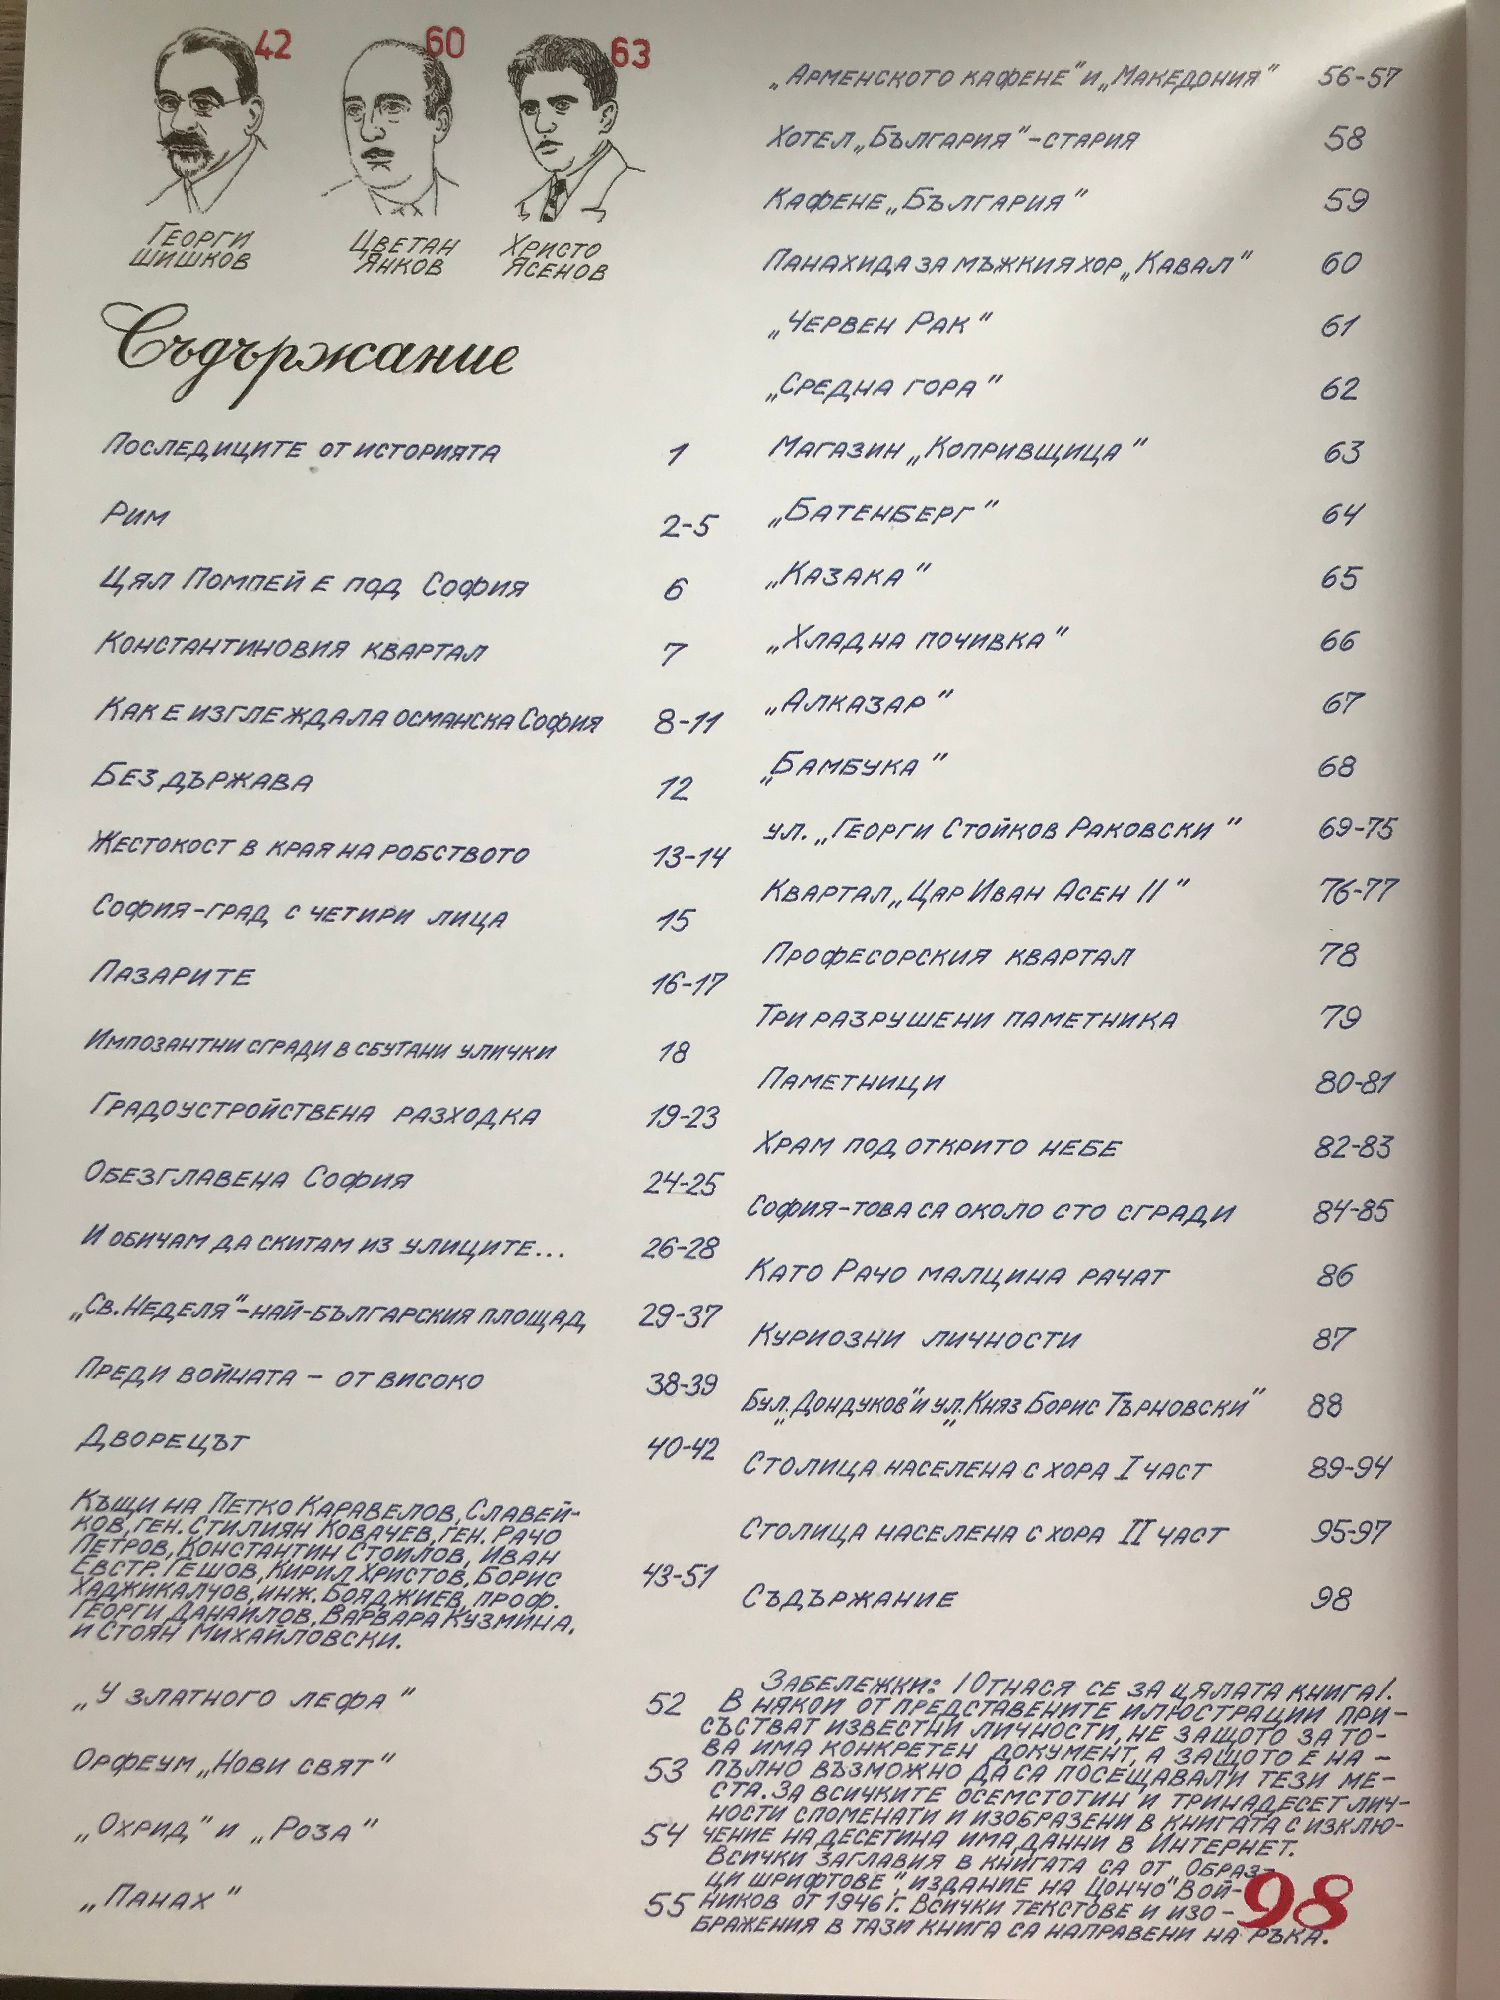 42
60
63
Георги
Шишков
Цветан
Янков
Христо
Ясенов
Съдържание
Последиците от историята 1
Рим 2-5
Цял Помпей е под София 6
Константиновия квартал 7
Как е изглеждала османска София 8-11
Без държава 12
Жестокост в края на робството 13-14
София-град с четири лица 15
Пазарите 16-17
Импозантни сгради в сбутани улички 18
Градоустройствена разходка 19-23
Обезглавена София 24-25
И обичам да скитам из улиците... 26-28
„Св. Неделя"-най-българския площад 29-37
Преди войната - от високо 38-39
Дворецът 40-42
Къщи на Петко Каравелов, Славей-
ков, ген. Стилиян Ковачев, ген. Рачо
Петров, Константин Стоилов, Иван
Евстр. Гешов, Кирил Христов, Борис
Хаджикалчов, инж. Бояджиев, проф.
Георги Данаилов, Варвара Кузмина,
и Стоян Михайловски. 43-51
„У златного лефа" 52
Орфеум „Нови свят" 53
„Охрид" и „Роза" 54
„Панах" 55
„Арменското кафене" и „Македония" 56-57
Хотел „България"-стария 58
Кафене „България" 59
Панахида за мъжкия хор „Кавал" 60
„Червен Рак" 61
„Средна гора" 62
Магазин „Копривщица" 63
„Батенберг" 64
„Казака" 65
„Хладна почивка" 66
„Алказар" 67
„Бамбука" 68
ул. „Георги Стойков Раковски" 69-75
Квартал „Цар Иван Асен II" 76-77
Професорския квартал 78
Три разрушени паметника 79
Паметници 80-81
Храм под открито небе 82-83
София-това са около сто сгради 84-85
Като Рачо малцина рачат 86
Куриозни личности 87
Бул. „Дондуков" и ул. „Княз Борис Търновски" 88
Столица населена с хора I част 89-94
Столица населена с хора II част 95-97
Съдържание 98
Забележки: /Отнася се за цялата книга/.
В някои от представените илюстрации при-
състват известни личности, не защото за то-
ва има конкретен документ, а защото е на-
пълно възможно да са посещавали тези ме-
ста. За всичките осемстотин и тринадесет лич-
ности споменати и изобразени в книгата с изклю-
чение на десетина има данни в Интернет.
Всички заглавия в книгата са от „Образ-
ци шрифтове", издание на Цончо Вой-
ников от 1946 г. Всички текстове и изо-
бражения в тази книга са направени на ръка.
98